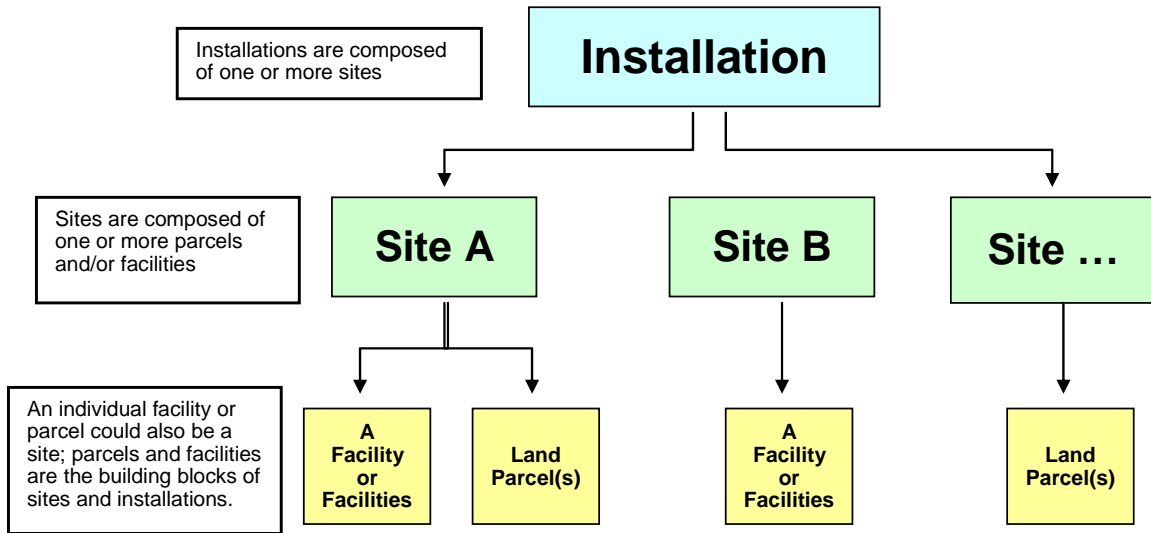 Installations are composed
of one or more sites
Installation
Sites are composed of
one or more parcels
and/or facilities
Site A
Site B
Site …
An individual facility or
parcel could also be a
site; parcels and facilities
are the building blocks of
sites and installations.
A
Facility
or
Facilities
Land
Parcel(s)
A
Facility
or
Facilities
Land
Parcel(s)